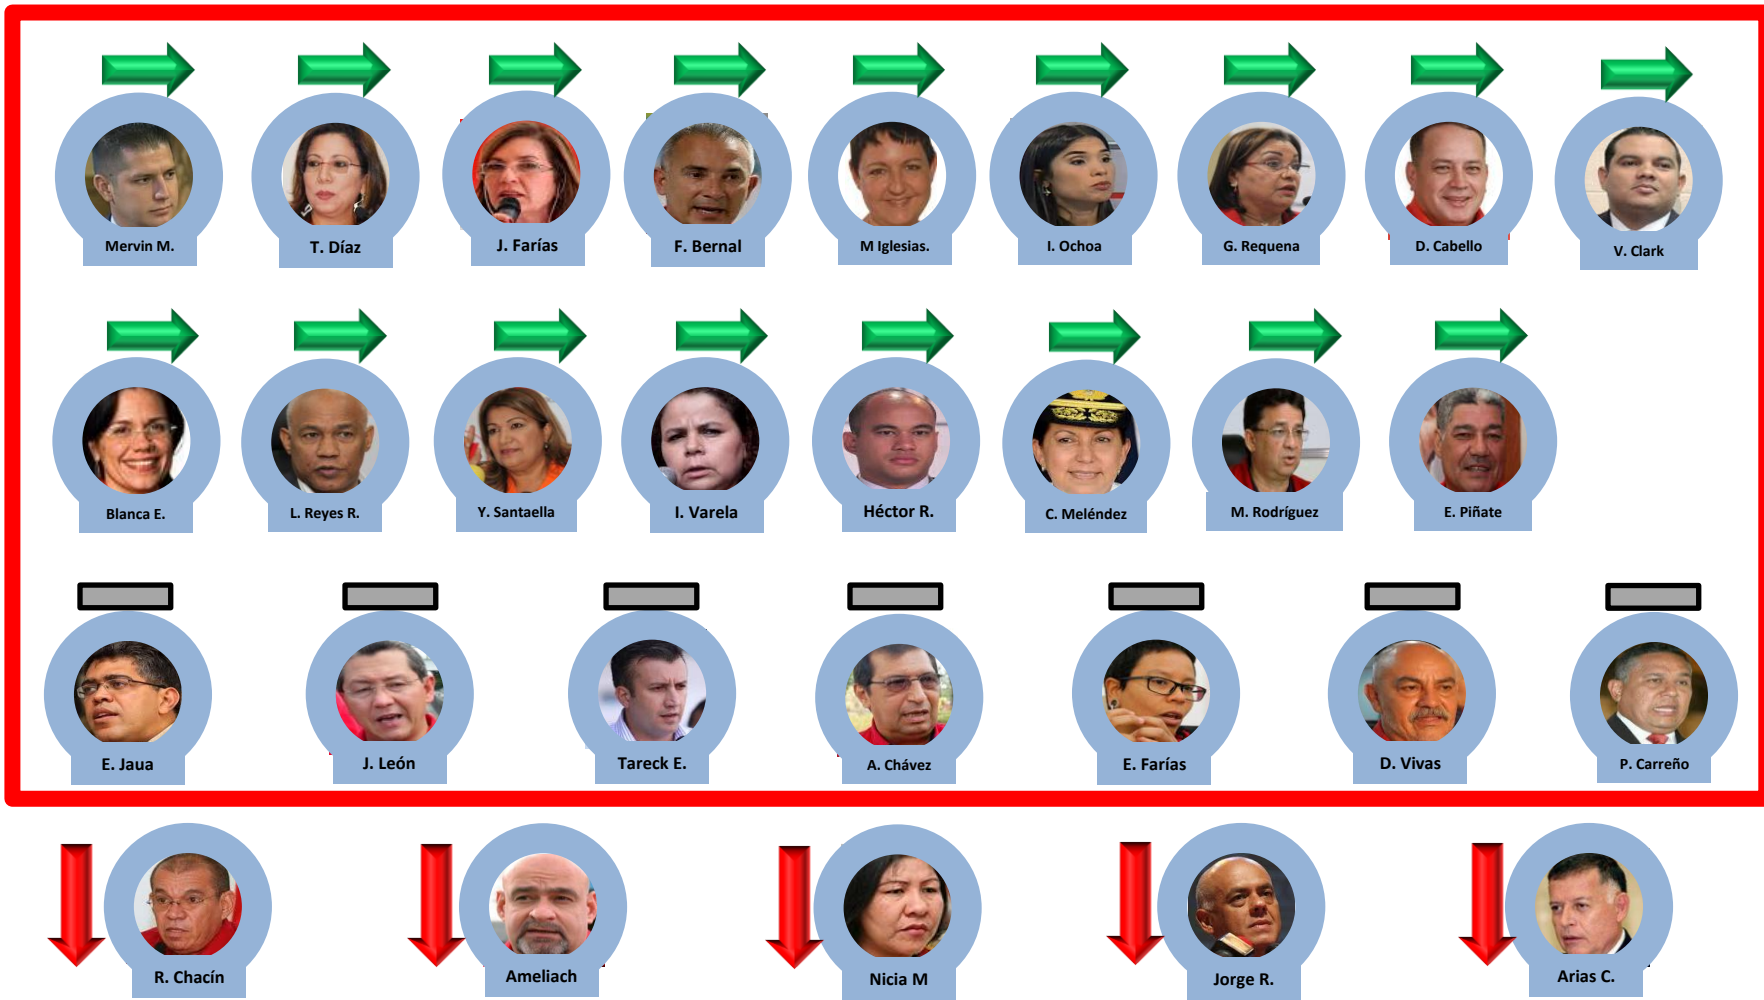 Mervin M.
T. Díaz
J. Farías
F. Bernal
M Iglesias.
I. Ochoa
G. Requena
D. Cabello
V. Clark
Blanca E.
L. Reyes R.
Y. Santaella
I. Varela
Héctor R.
C. Meléndez
M. Rodríguez
E. Piñate
E. Jaua
J. León
Tareck E.
A. Chávez
E. Farías
D. Vivas
P. Carreño
R. Chacín
Ameliach
Nicia M
Jorge R.
Arias C.